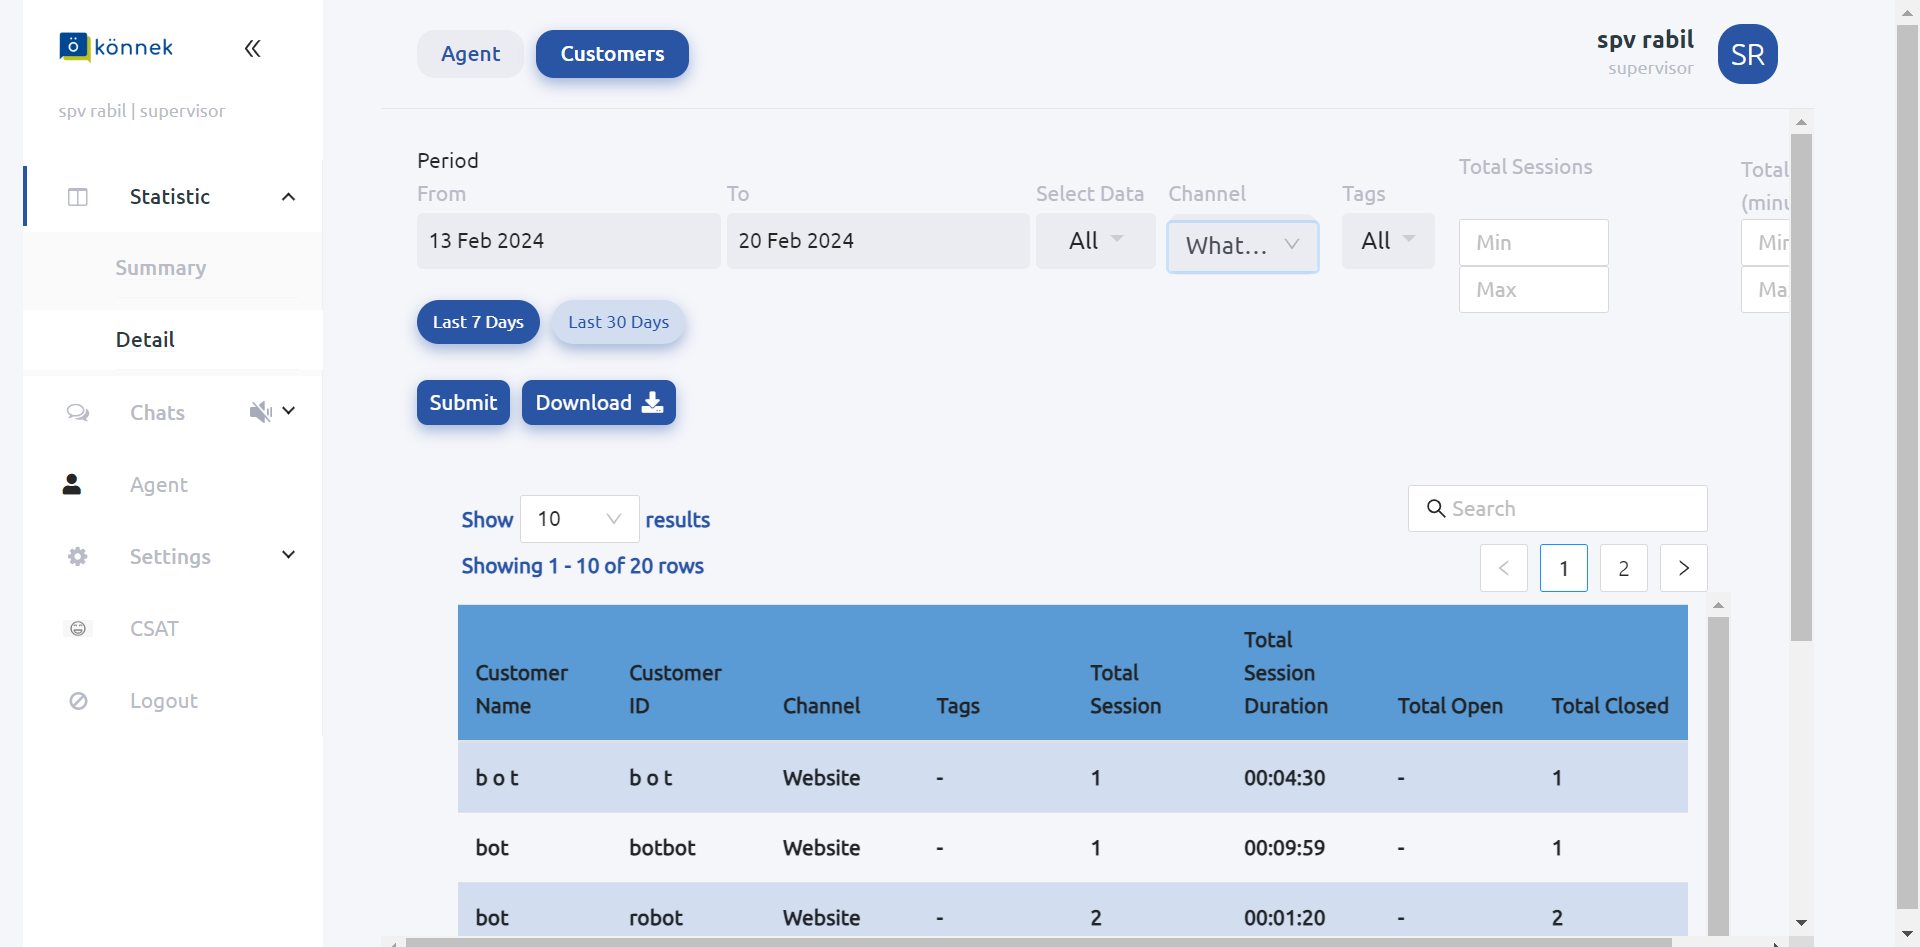 ö könnek
spv rabil | supervisor
Statistic
Summary
Detail
Chats
Agent
Settings
CSAT
Logout
Agent
Customers
spv rabil
supervisor
SR
Period
From
To
Select Data
Channel
Tags
Total Sessions
Total
13 Feb 2024
20 Feb 2024
All
What...
All
Min
Max
Last 7 Days
Last 30 Days
Submit
Download
Show 10 results
Search
Showing 1 - 10 of 20 rows
< 1 2 >
Customer Name
Customer ID
Channel
Tags
Total Session
Total Session Duration
Total Open
Total Closed
b o t b o t Website - 1 00:04:30 - 1
bot botbot Website - 1 00:09:59 - 1
bot robot Website - 2 00:01:20 - 2